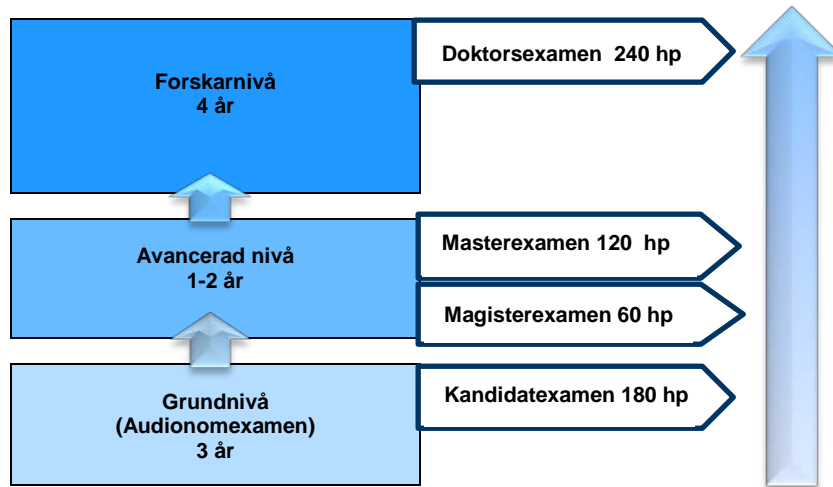 Doktorsexamen 240 hp
Forskarnivå
4 år
Masterexamen 120 hp
Avancerad nivå
1-2 år
Magisterexamen 60 hp
Kandidatexamen 180 hp
Grundnivå
(Audionomexamen)
3 år